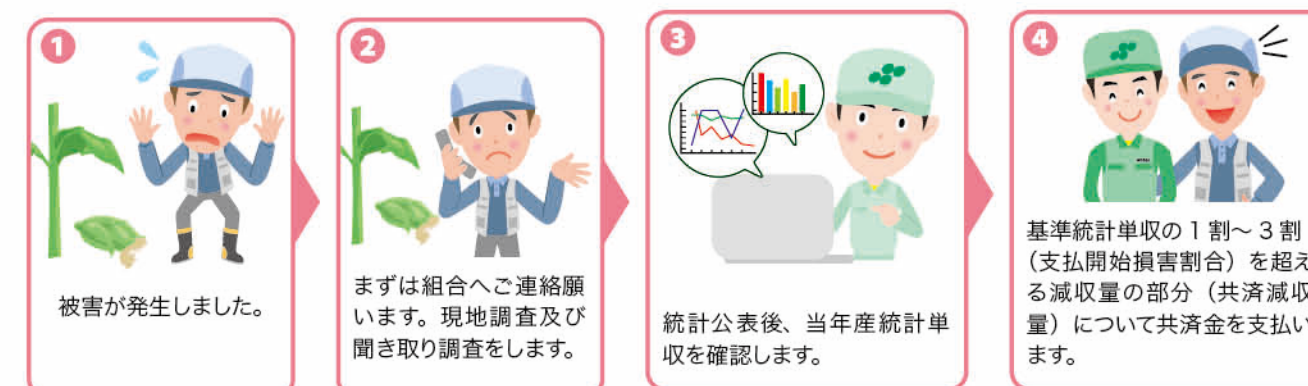 1
被害が発生しました。
2
まずは組合へご連絡願
います。現地調査及び
聞き取り調査をします。
3
統計公表後、当年産統計単
収を確認します。
4
基準統計単収の1割～3割
（支払開始損害割合）を超え
る減収量の部分（共済減収
量）について共済金を支払い
ます。